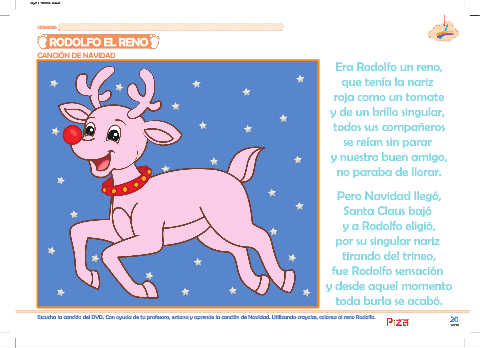 RODOLFO EL RENO
CANCIÓN DE NAVIDAD
Era Rodolfo un reno,
que tenía la nariz
roja como un tomate
y de un brillo singular,
todos sus compañeros
se reían sin parar
y nuestro buen amigo,
no paraba de llorar.
Pero Navidad llegó,
Santa Claus bajó
y a Rodolfo eligió,
por su singular nariz
tirando del trineo,
fue Rodolfo sensación
y desde aquel momento
toda burla se acabó.
Escucha la canción del DVD. Con ayuda de tu profesora, entona y aprende la canción de Navidad. Utilizando crayolas, colorea al reno Rodolfo.
Piza
20